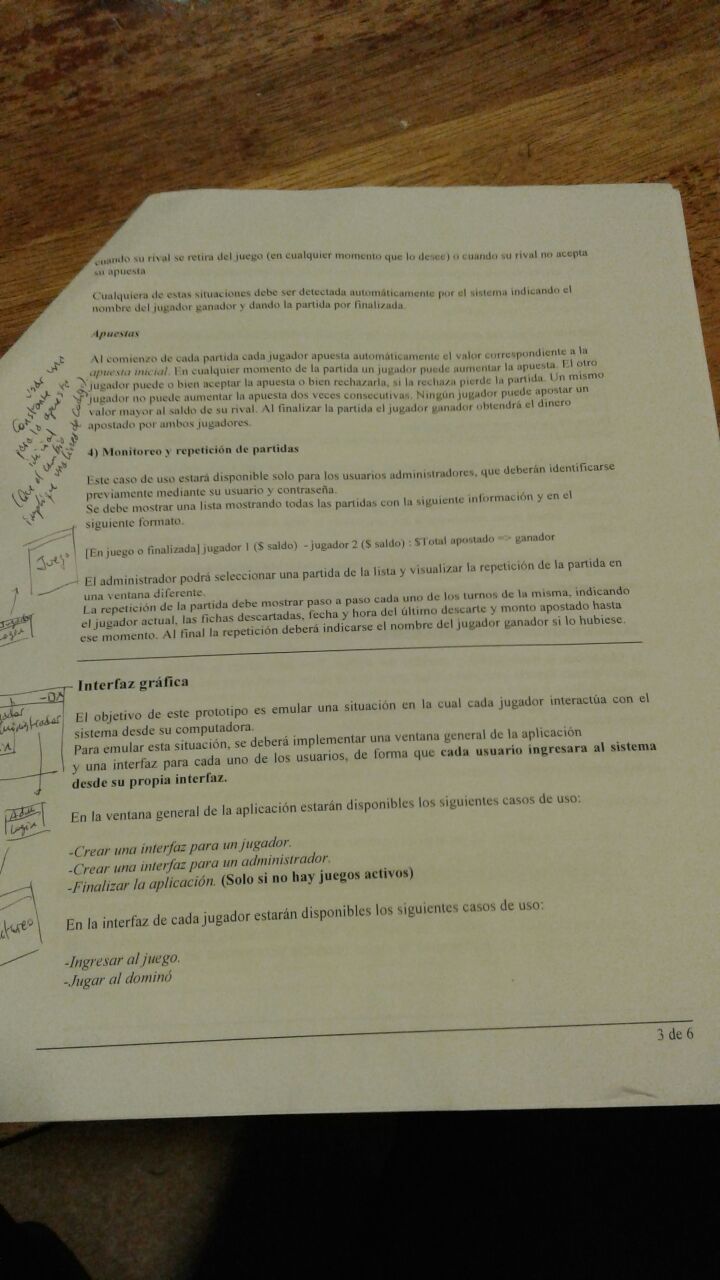 cuando su rival se retira del juego (en cualquier momento que lo desee) o cuando su rival no acepta
su apuesta
Cualquiera de estas situaciones debe ser detectada automáticamente por el sistema indicando el
nombre del jugador ganador y dando la partida por finalizada.
Apuestas
Al comienzo de cada partida cada jugador apuesta automáticamente el valor correspondiente a la
apuesta inicial. En cualquier momento de la partida un jugador puede aumentar la apuesta. El otro
jugador puede o bien aceptar la apuesta o bien rechazarla, si la rechaza pierde la partida. Un mismo
jugador no puede aumentar la apuesta dos veces consecutivas. Ningún jugador puede apostar un
valor mayor al saldo de su rival. Al finalizar la partida el jugador ganador obtendrá el dinero
apostado por ambos jugadores.
usar una
Constante
para la apuesta
inicial
(Que el cambio
implique una línea de código)
4) Monitoreo y repetición de partidas
Este caso de uso estará disponible solo para los usuarios administradores, que deberán identificarse
previamente mediante su usuario y contraseña.
Se debe mostrar una lista mostrando todas las partidas con la siguiente información y en el
siguiente formato.
[En juego o finalizada] jugador 1 ($ saldo) - jugador 2 ($ saldo) : $Total apostado => ganador
Juego
El administrador podrá seleccionar una partida de la lista y visualizar la repetición de la partida en
una ventana diferente.
La repetición de la partida debe mostrar paso a paso cada uno de los turnos de la misma, indicando
el jugador actual, las fichas descartadas, fecha y hora del último descarte y monto apostado hasta
ese momento. Al final la repetición deberá indicarse el nombre del jugador ganador si lo hubiese.
Login
Interfaz gráfica
El objetivo de este prototipo es emular una situación en la cual cada jugador interactúa con el
sistema desde su computadora.
Para emular esta situación, se deberá implementar una ventana general de la aplicación
y una interfaz para cada uno de los usuarios, de forma que cada usuario ingresara al sistema
desde su propia interfaz.
Login
En la ventana general de la aplicación estarán disponibles los siguientes casos de uso:
-Crear una interfaz para un jugador.
-Crear una interfaz para un administrador.
-Finalizar la aplicación. (Solo si no hay juegos activos)
En la interfaz de cada jugador estarán disponibles los siguientes casos de uso:
-Ingresar al juego.
-Jugar al dominó
3 de 6